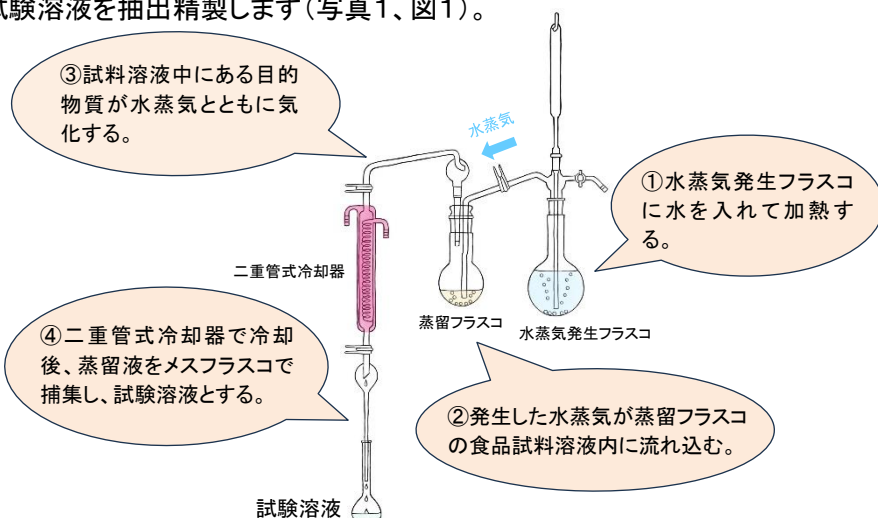 試験溶液を抽出精製します（写真１、図１）。
③試料溶液中にある目的
物質が水蒸気とともに気
化する。
水蒸気
①水蒸気発生フラスコ
に水を入れて加熱す
る。
二重管式冷却器
蒸留フラスコ
水蒸気発生フラスコ
④二重管式冷却器で冷却
後、蒸留液をメスフラスコで
捕集し、試験溶液とする。
②発生した水蒸気が蒸留フラスコ
の食品試料溶液内に流れ込む。
試験溶液